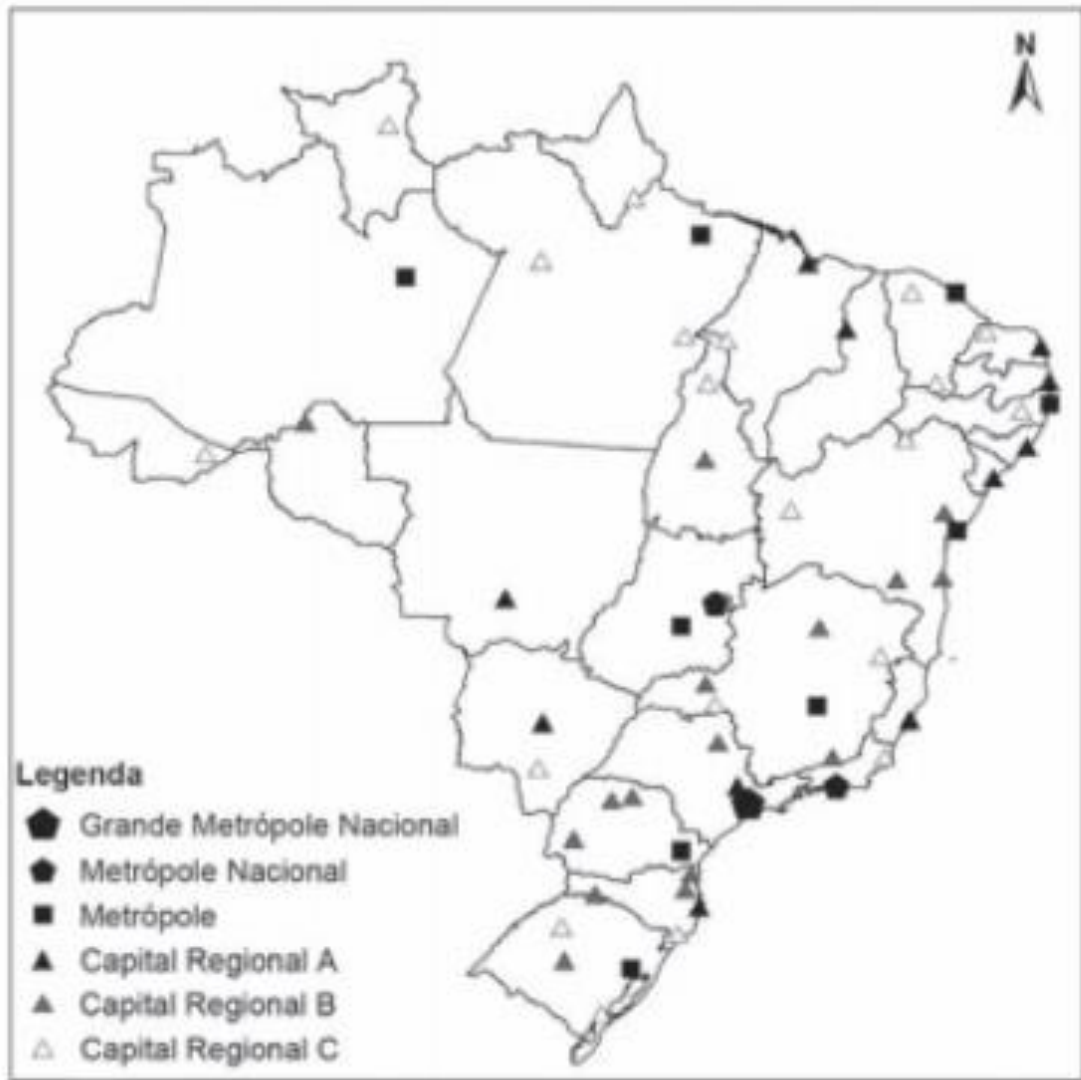 N
Legenda
Grande Metrópole Nacional
Metrópole Nacional
Metrópole
Capital Regional A
Capital Regional B
Capital Regional C